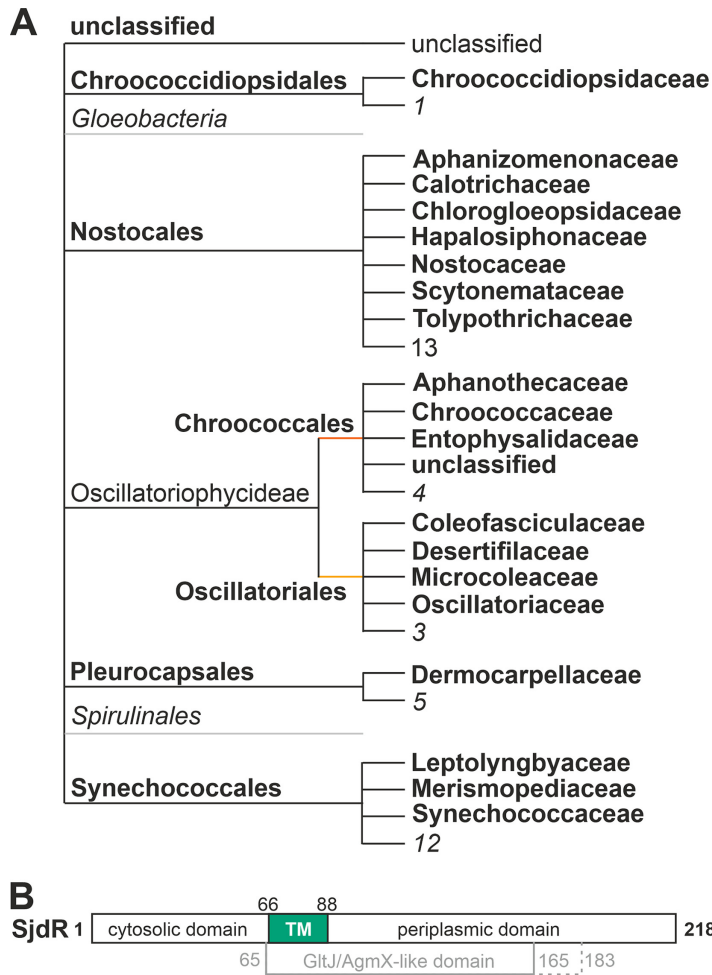 A
unclassified
unclassified
Chroococcidiopsidales
Chroococcidiopsidaceae
1
Gloeobacteria
Nostocales
Aphanizomenonaceae
Calotrichaceae
Chlorogloeopsidaceae
Hapalosiphonaceae
Nostocaceae
Scytonemataceae
Tolypothrichaceae
13
Oscillatoriophycideae
Chroococcales
Aphanothecaceae
Chroococcaceae
Entophysalidaceae
unclassified
4
Oscillatoriales
Coleofasciculaceae
Desertifilaceae
Microcoleaceae
Oscillatoriaceae
3
Pleurocapsales
Dermocarpellaceae
5
Spirulinales
Synechococcales
Leptolyngbyaceae
Merismopediaceae
Synechococcaceae
12
B
66 88
SjdR 1 cytosolic domain TM periplasmic domain 218
65 GltJ/AgmX-like domain 165 183